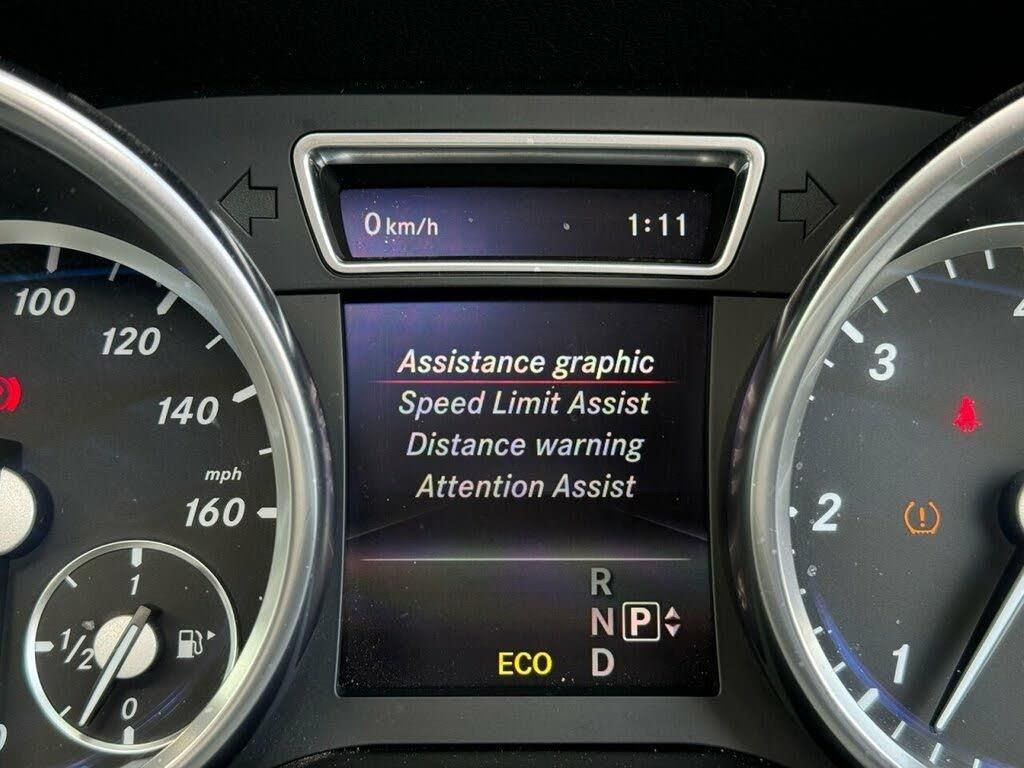 0 km/h 1:11
Assistance graphic
Speed Limit Assist
Distance warning
Attention Assist
R
N P
ECO D
100
120
140
mph
160
1
1/2
0
3
2
1